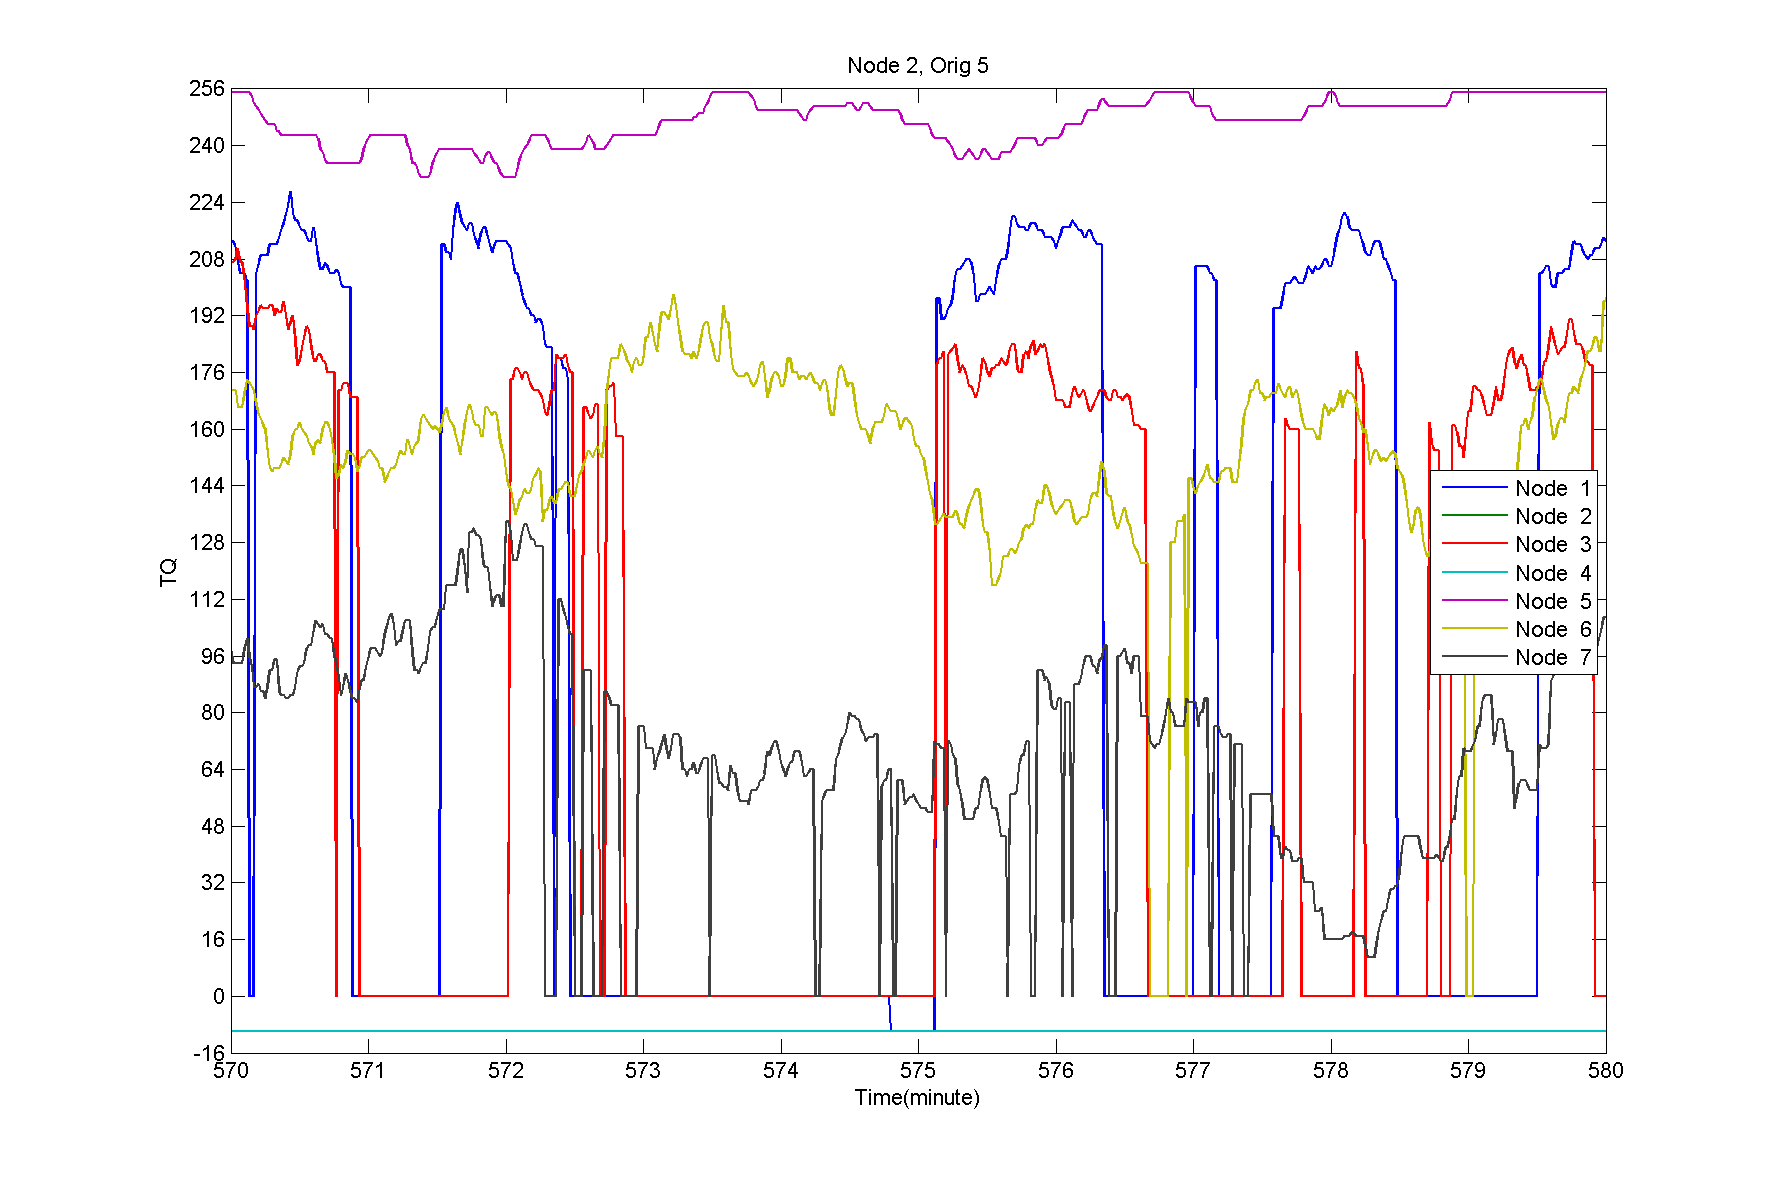 Node 2, Orig 5
256
240
224
208
192
176
160
144
128
112
96
80
64
48
32
16
0
-16
TQ
570 571 572 573 574 575 576 577 578 579 580
Time(minute)
Node 1
Node 2
Node 3
Node 4
Node 5
Node 6
Node 7